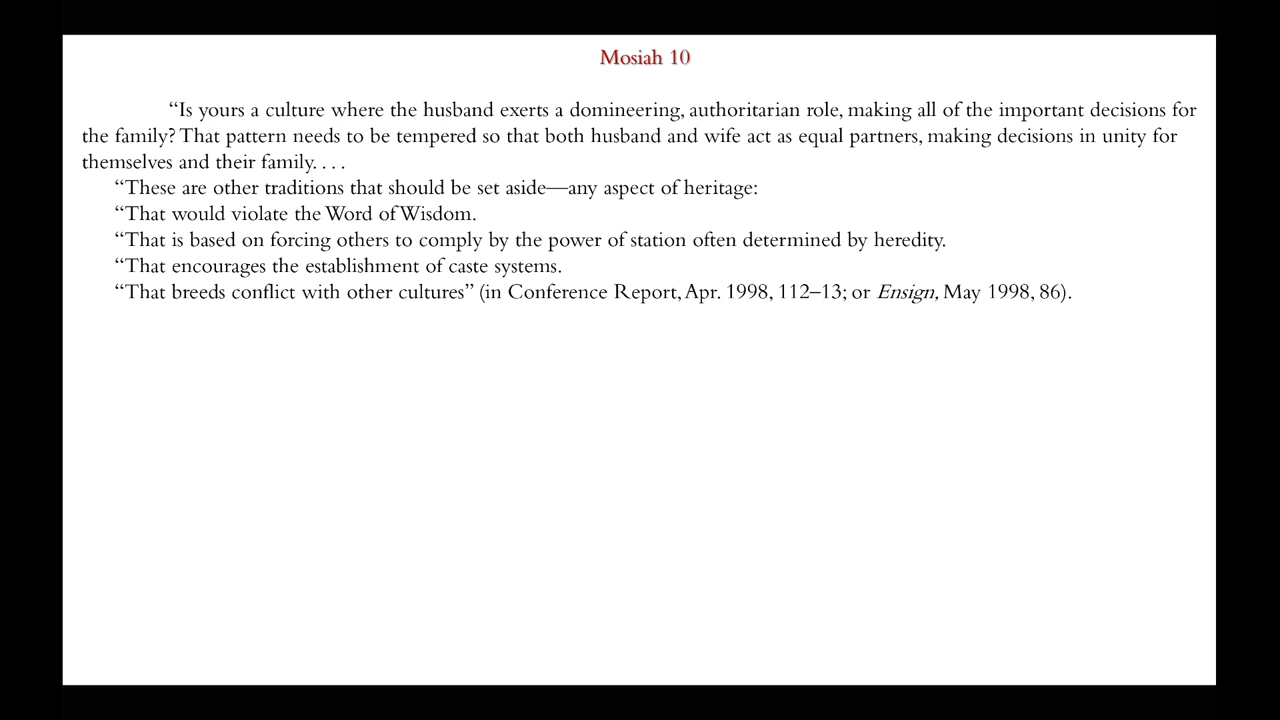 Mosiah 10
“Is yours a culture where the husband exerts a domineering, authoritarian role, making all of the important decisions for
the family? That pattern needs to be tempered so that both husband and wife act as equal partners, making decisions in unity for
themselves and their family. . . .
“These are other traditions that should be set aside—any aspect of heritage:
“That would violate the Word of Wisdom.
“That is based on forcing others to comply by the power of station often determined by heredity.
“That encourages the establishment of caste systems.
“That breeds conflict with other cultures” (in Conference Report, Apr. 1998, 112–13; or Ensign, May 1998, 86).